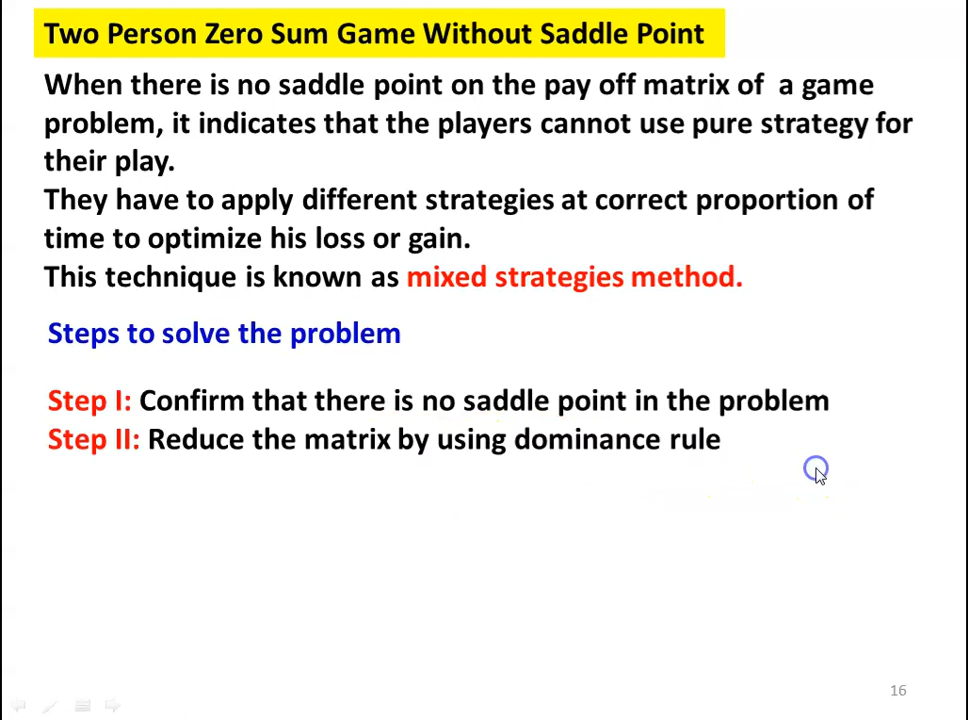 Two Person Zero Sum Game Without Saddle Point
When there is no saddle point on the pay off matrix of a game
problem, it indicates that the players cannot use pure strategy for
their play.
They have to apply different strategies at correct proportion of
time to optimize his loss or gain.
This technique is known as mixed strategies method.
Steps to solve the problem
Step I: Confirm that there is no saddle point in the problem
Step II: Reduce the matrix by using dominance rule
16